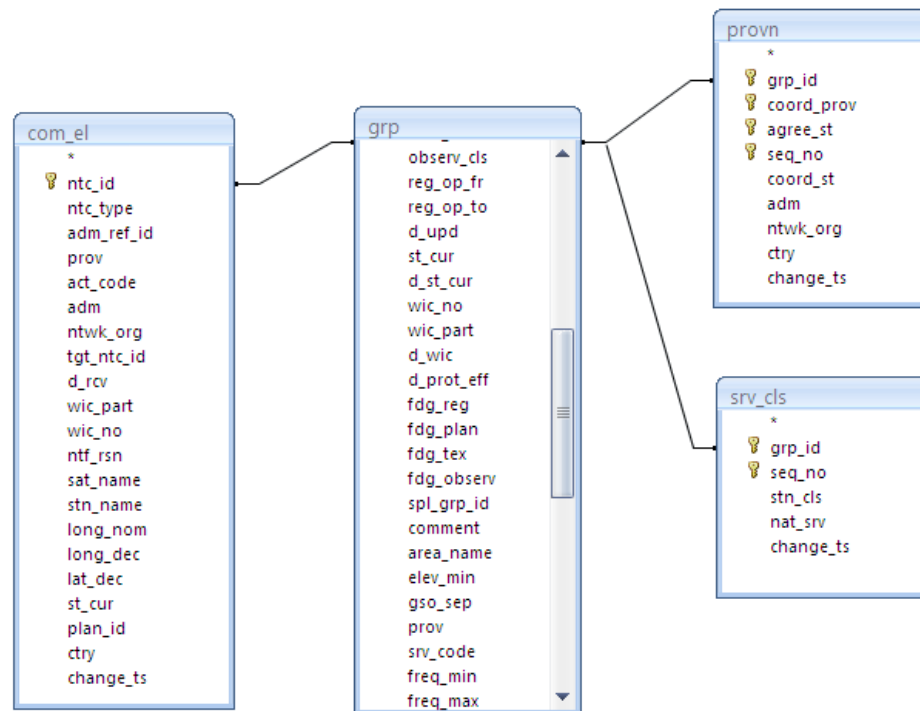 com_el
*
ntc_id
ntc_type
adm_ref_id
prov
act_code
adm
ntwk_org
tgt_ntc_id
d_rcv
wic_part
wic_no
ntf_rsn
sat_name
stn_name
long_nom
long_dec
lat_dec
st_cur
plan_id
ctry
change_ts
grp
observ_cls
reg_op_fr
reg_op_to
d_upd
st_cur
d_st_cur
wic_no
wic_part
d_wic
d_prot_eff
fdg_reg
fdg_plan
fdg_tex
fdg_observ
spl_grp_id
comment
area_name
elev_min
gso_sep
prov
srv_code
freq_min
freq_max
provn
*
grp_id
coord_prov
agree_st
seq_no
coord_st
adm
ntwk_org
ctry
change_ts
srv_cls
*
grp_id
seq_no
stn_cls
nat_srv
change_ts